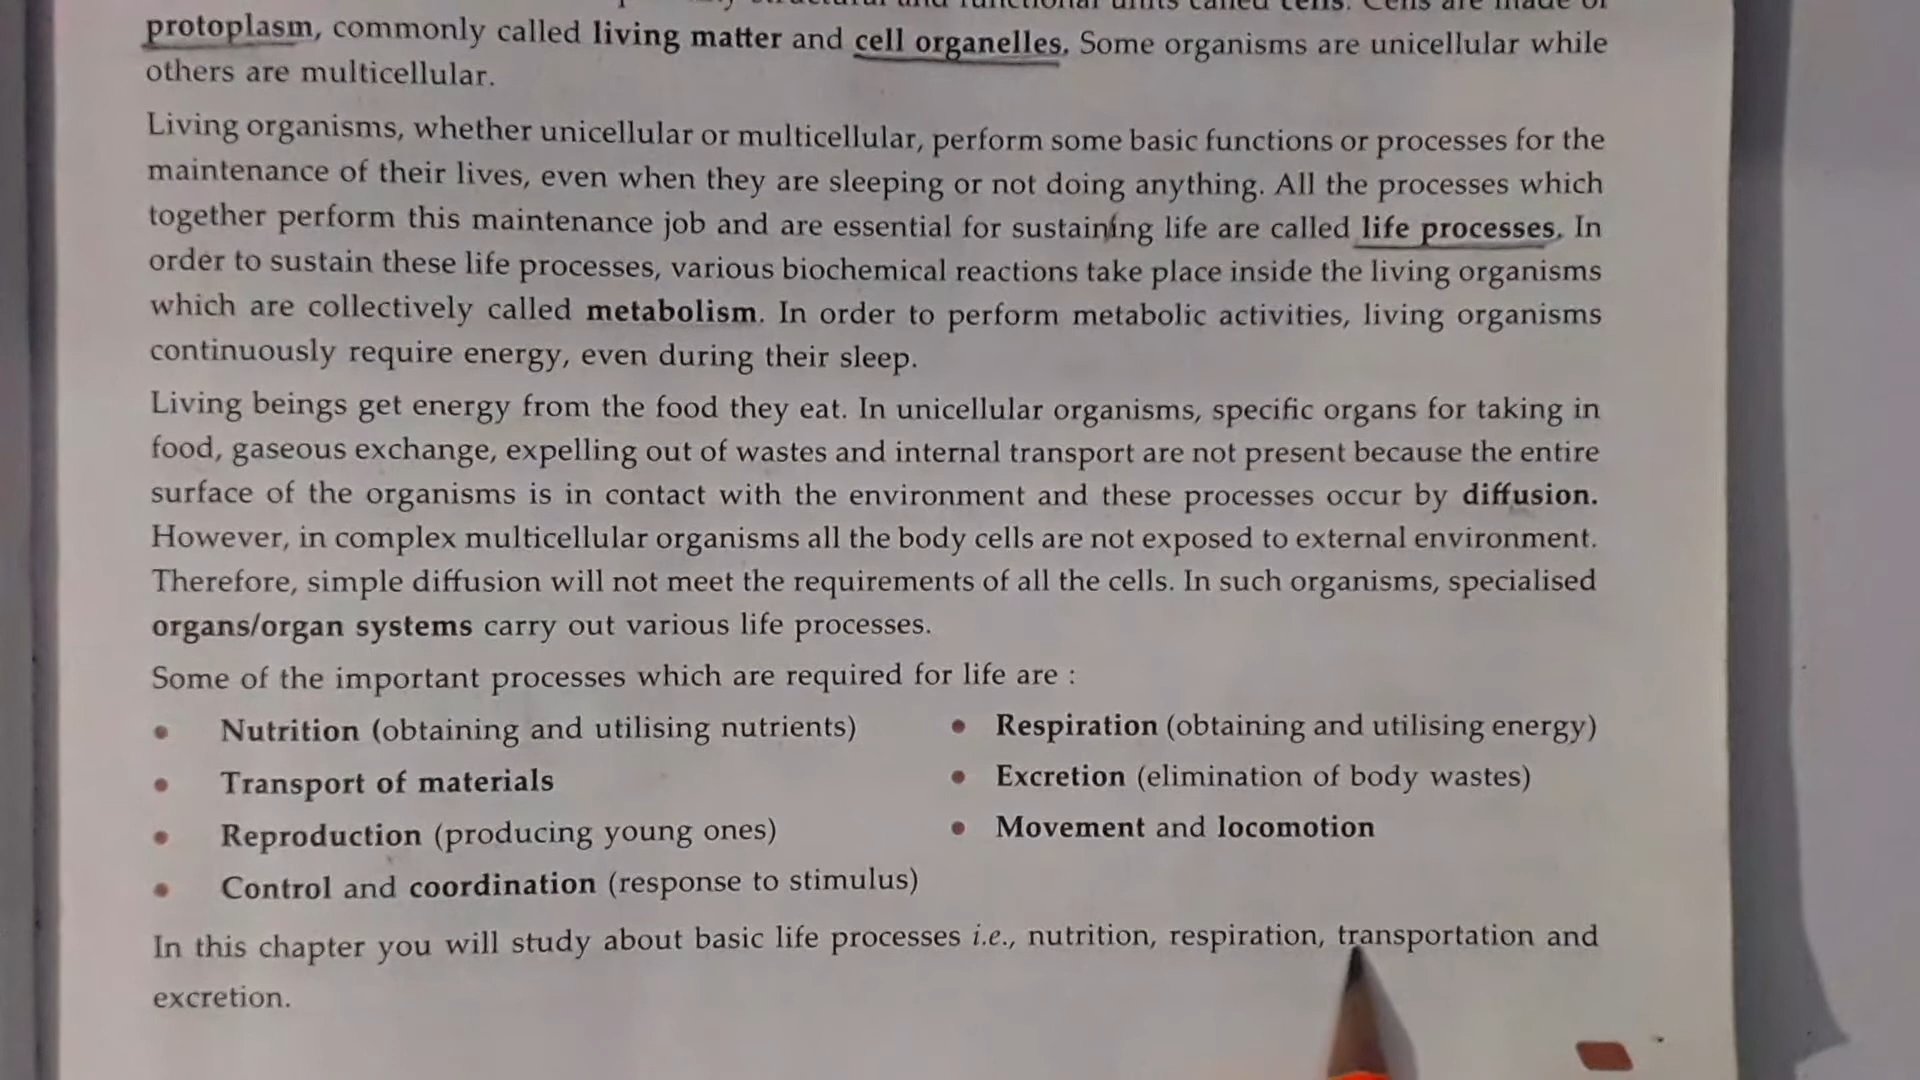 structural and functional units called cells. Cells are made of
protoplasm, commonly called living matter and cell organelles. Some organisms are unicellular while
others are multicellular.
Living organisms, whether unicellular or multicellular, perform some basic functions or processes for the
maintenance of their lives, even when they are sleeping or not doing anything. All the processes which
together perform this maintenance job and are essential for sustaining life are called life processes. In
order to sustain these life processes, various biochemical reactions take place inside the living organisms
which are collectively called metabolism. In order to perform metabolic activities, living organisms
continuously require energy, even during their sleep.
Living beings get energy from the food they eat. In unicellular organisms, specific organs for taking in
food, gaseous exchange, expelling out of wastes and internal transport are not present because the entire
surface of the organisms is in contact with the environment and these processes occur by diffusion.
However, in complex multicellular organisms all the body cells are not exposed to external environment.
Therefore, simple diffusion will not meet the requirements of all the cells. In such organisms, specialised
organs/organ systems carry out various life processes.
Some of the important processes which are required for life are :
• Nutrition (obtaining and utilising nutrients) • Respiration (obtaining and utilising energy)
• Transport of materials • Excretion (elimination of body wastes)
• Reproduction (producing young ones) • Movement and locomotion
• Control and coordination (response to stimulus)
In this chapter you will study about basic life processes i.e., nutrition, respiration, transportation and
excretion.